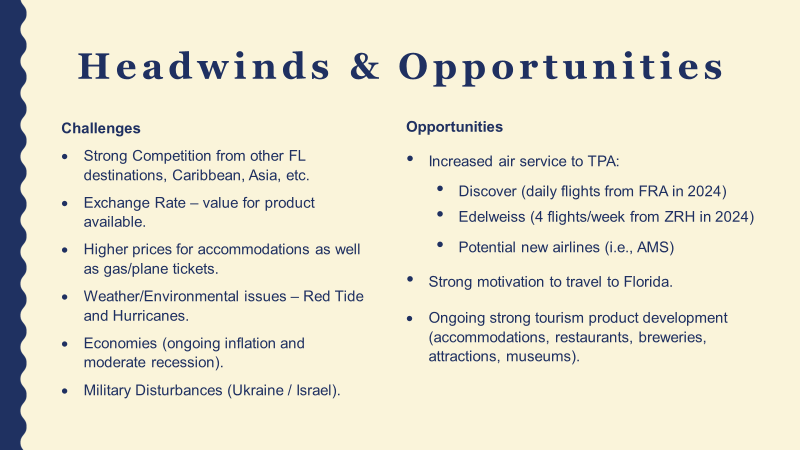 Headwinds & Opportunities
Challenges
• Strong Competition from other FL
destinations, Caribbean, Asia, etc.
• Exchange Rate – value for product
available.
• Higher prices for accommodations as well
as gas/plane tickets.
• Weather/Environmental issues – Red Tide
and Hurricanes.
• Economies (ongoing inflation and
moderate recession).
• Military Disturbances (Ukraine / Israel).
Opportunities
• Increased air service to TPA:
• Discover (daily flights from FRA in 2024)
• Edelweiss (4 flights/week from ZRH in 2024)
• Potential new airlines (i.e., AMS)
• Strong motivation to travel to Florida.
• Ongoing strong tourism product development
(accommodations, restaurants, breweries,
attractions, museums).